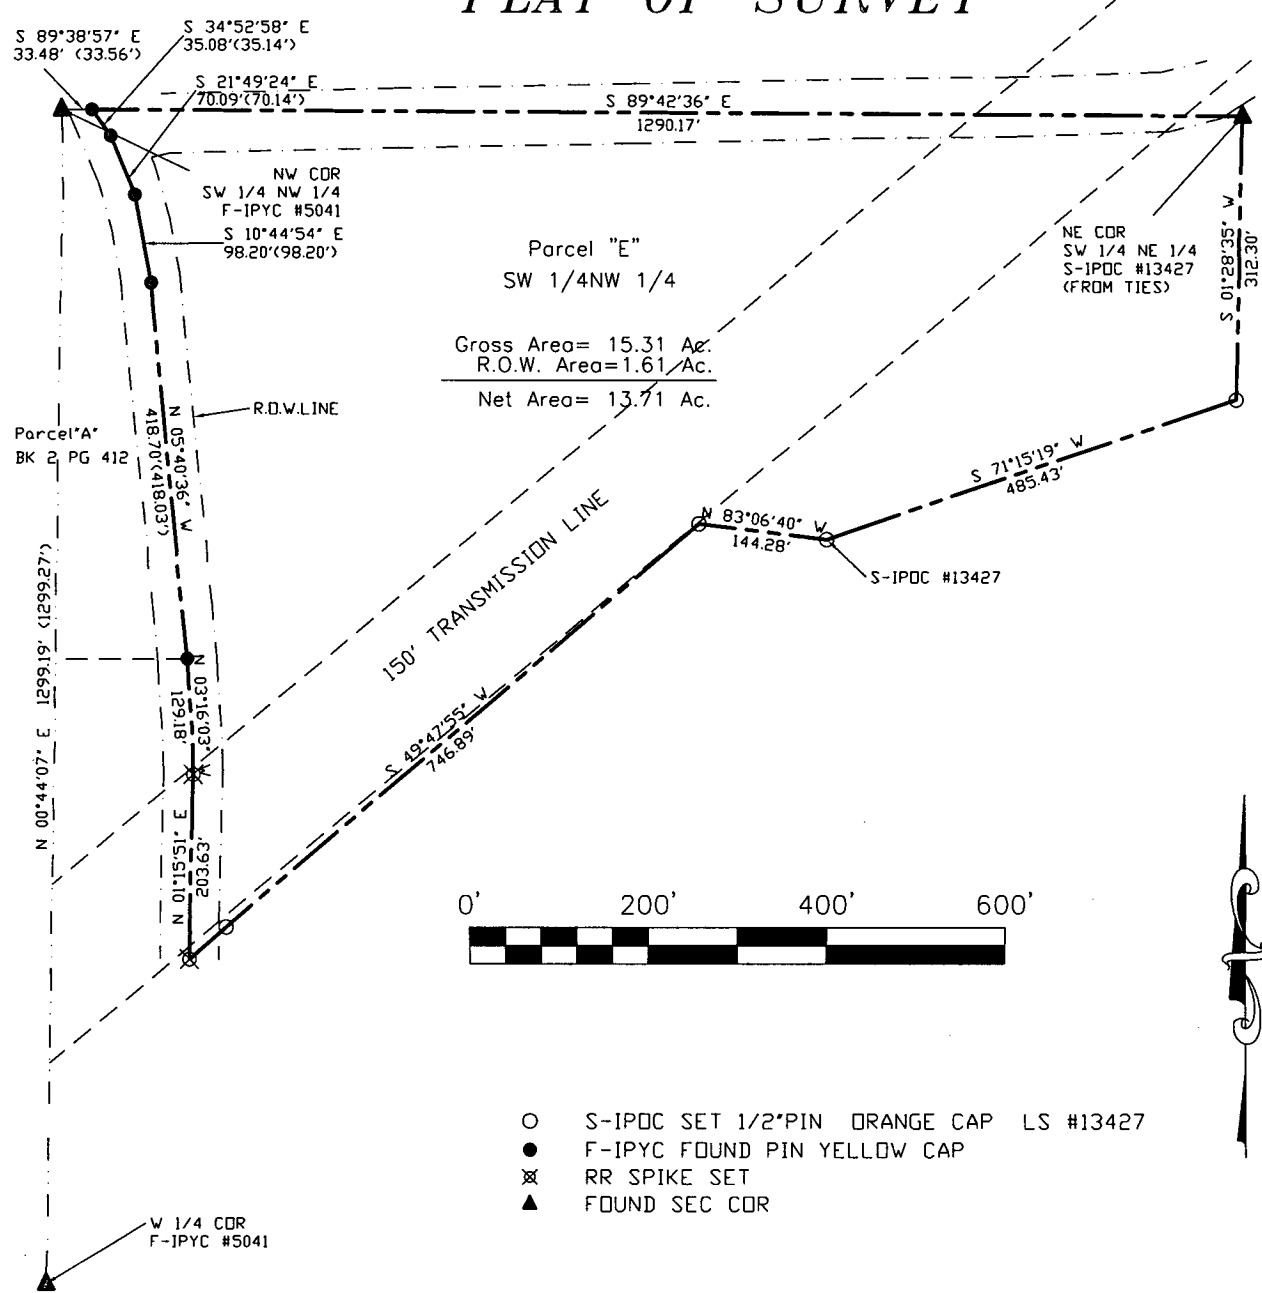 PLAT OF SURVEY
S 89°38'57" E
33.48' (33.56')
S 34°52'58" E
35.08'(35.14')
S 21°49'24" E
70.09'(70.14')
S 89°42'36" E
1290.17'
NW COR
SW 1/4 NW 1/4
F-IPYC #5041
S 10°44'54" E
98.20'(98.20')
Parcel "E"
SW 1/4NW 1/4
NE COR
SW 1/4 NE 1/4
S-IPOC #13427
(FROM TIES)
S 01°28'35" W
312.30'
Gross Area= 15.31 Ac.
R.O.W. Area=1.61 Ac.
Net Area= 13.71 Ac.
R.O.W.LINE
Parcel"A"
BK 2 PG 412
N 05°40'36" W
418.70'(418.03')
S 71°15'19" W
485.43'
N 83°06'40" W
144.28'
S-IPOC #13427
150' TRANSMISSION LINE
N 00°44'07" E 1299.19' (1299.27')
N 03°16'03" W
129.18'
S 49°47'55" W
746.89'
N 01°15'51" E
203.63'
0' 200' 400' 600'
S-IPOC SET 1/2"PIN ORANGE CAP LS #13427
F-IPYC FOUND PIN YELLOW CAP
RR SPIKE SET
FOUND SEC COR
W 1/4 COR
F-IPYC #5041